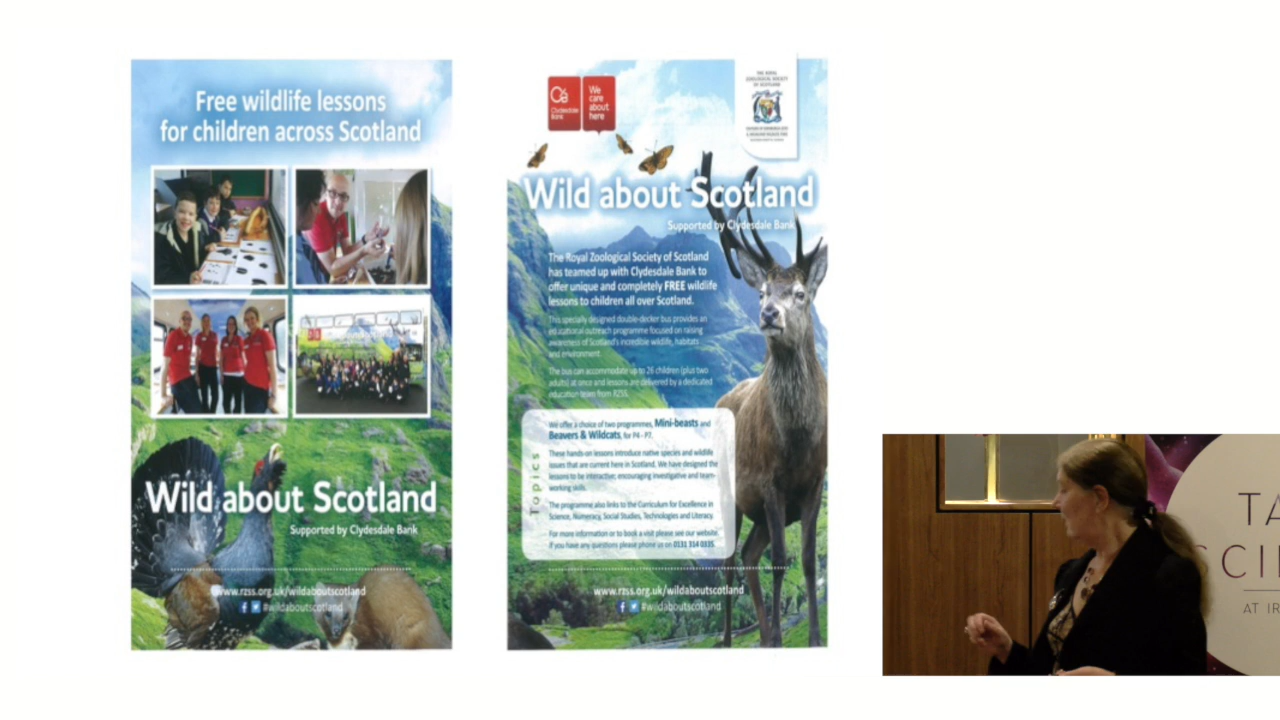 Free wildlife lessons
for children across Scotland
Wild about Scotland
Supported by Clydesdale Bank
www.rzss.org.uk/wildaboutscotland
#wildaboutscotland
Clydesdale
Bank
We
care
about
here
THE ROYAL
ZOOLOGICAL SOCIETY
OF SCOTLAND
Wild about Scotland
Supported by Clydesdale Bank
The Royal Zoological Society of Scotland
has teamed up with Clydesdale Bank to
offer unique and completely FREE wildlife
lessons to children all over Scotland.
This specially designed double-decker bus provides an
educational outreach programme focused on raising
awareness of Scotland's incredible wildlife, habitats
and environment.
The bus can accommodate up to 26 children (plus two
adults) at once and lessons are delivered by a dedicated
education team from RZSS.
Topics
We offer a choice of two programmes, Mini-beasts and
Beavers & Wildcats, for P4 - P7.
These hands-on lessons introduce native species and wildlife
issues that are current here in Scotland. We have designed the
lessons to be interactive, encouraging investigative and team-
working skills.
The programme also links to the Curriculum for Excellence in
Science, Numeracy, Social Studies, Technologies and Literacy.
For more information or to book a visit please see our website.
If you have any questions please phone us on 0131 314 0335.
www.rzss.org.uk/wildaboutscotland
#wildaboutscotland
TA
SCI
AT IR